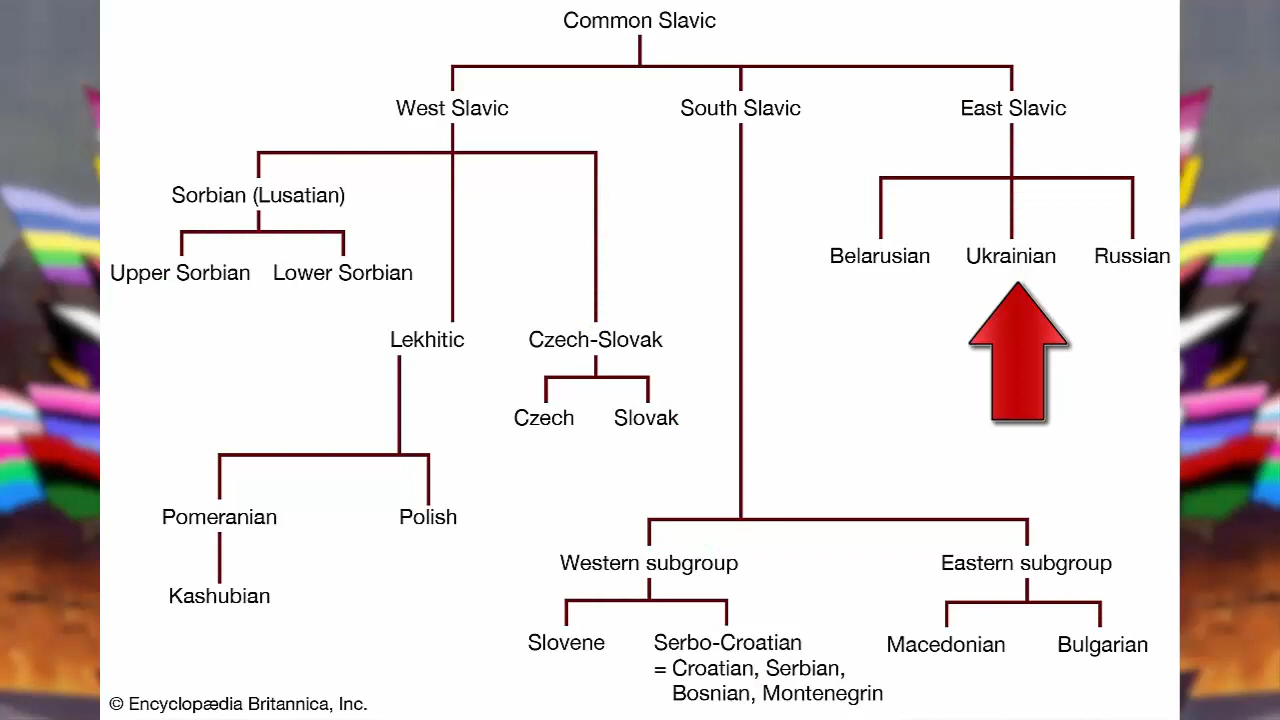 Common Slavic
West Slavic
South Slavic
East Slavic
Sorbian (Lusatian)
Upper Sorbian
Lower Sorbian
Belarusian
Ukrainian
Russian
Lekhitic
Czech-Slovak
Czech
Slovak
Pomeranian
Polish
Kashubian
Western subgroup
Eastern subgroup
Slovene
Serbo-Croatian
= Croatian, Serbian,
Bosnian, Montenegrin
Macedonian
Bulgarian
© Encyclopædia Britannica, Inc.